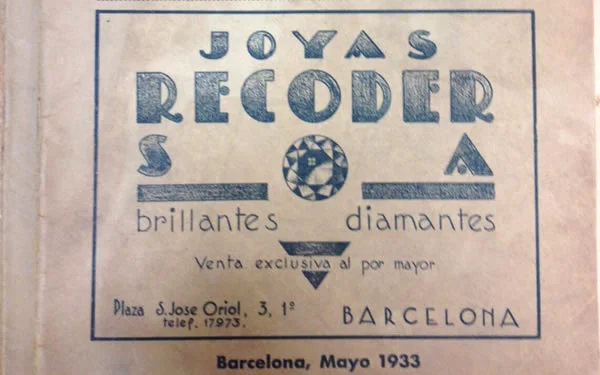 JOYAS
RECODER
S A
brillantes diamantes
Venta exclusiva al por mayor.
Plaza S. Jose Oriol, 3, 1º
telef. 17973.
BARCELONA
Barcelona, Mayo 1933